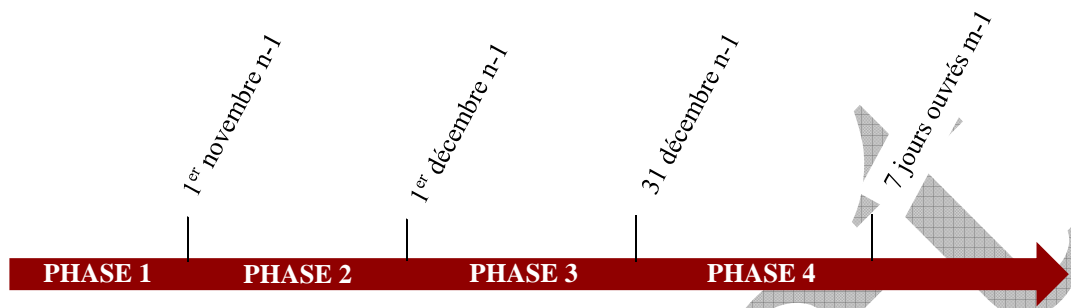 1er novembre n-1
1er décembre n-1
31 décembre n-1
7 jours ouvrés m-1
PHASE 1
PHASE 2
PHASE 3
PHASE 4